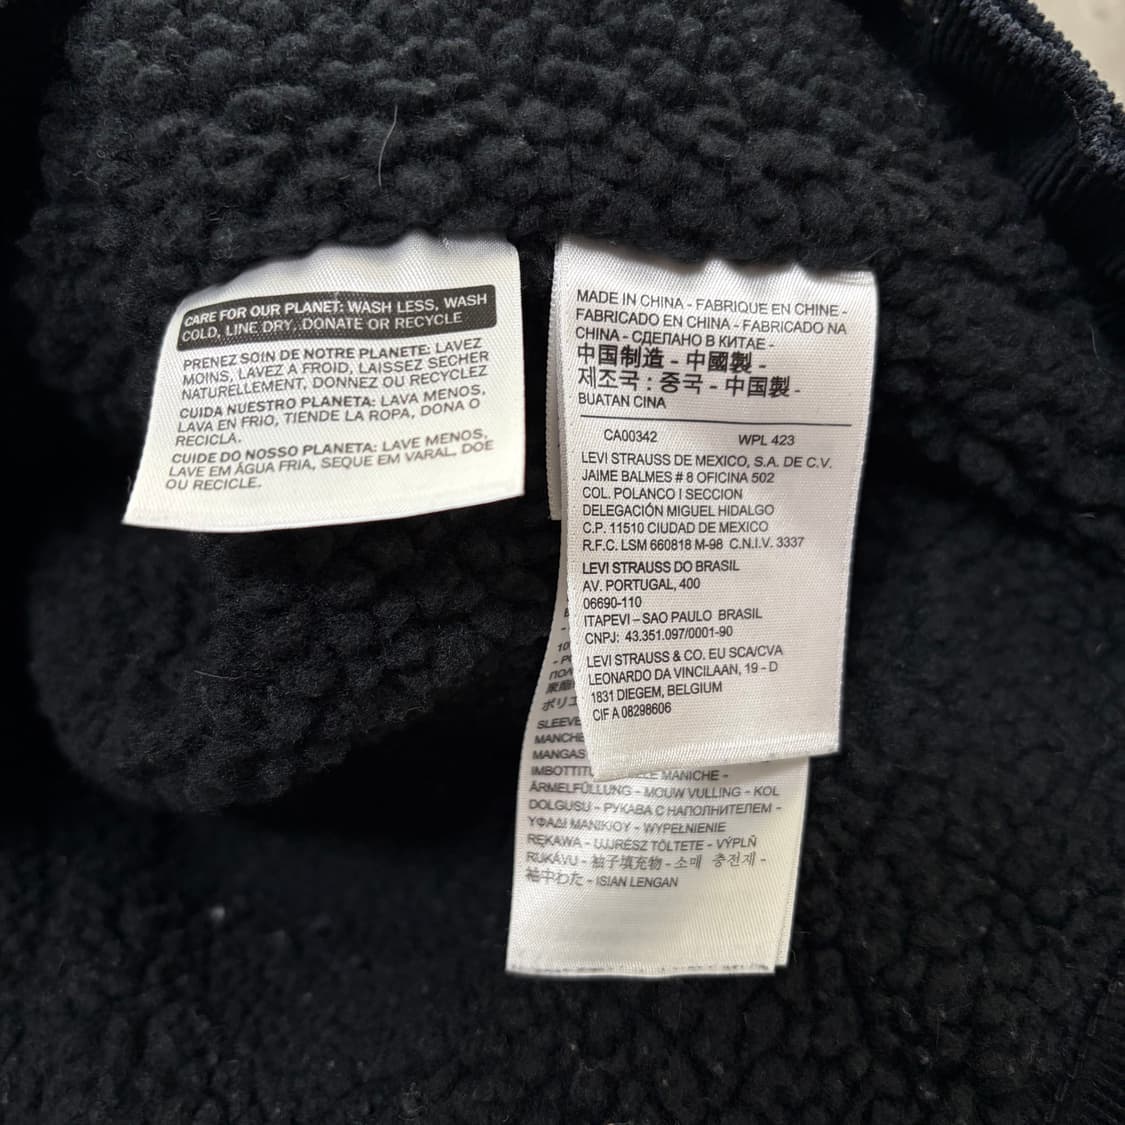 CARE FOR OUR PLANET: WASH LESS, WASH
COLD, LINE DRY, DONATE OR RECYCLE
PRENEZ SOIN DE NOTRE PLANETE: LAVEZ
MOINS, LAVEZ A FROID, LAISSEZ SECHER
NATURELLEMENT, DONNEZ OU RECYCLEZ
CUIDA NUESTRO PLANETA: LAVA MENOS,
LAVA EN FRIO, TIENDE LA ROPA, DONA O
RECICLA.
CUIDE DO NOSSO PLANETA: LAVE MENOS,
LAVE EM ÁGUA FRIA, SEQUE EM VARAL, DOE
OU RECICLE.
MADE IN CHINA - FABRIQUE EN CHINE -
FABRICADO EN CHINA - FABRICADO NA
CHINA - СДЕЛАНО В КИТАЕ -
中国制造 - 中國製 -
제조국 : 중국 - 中国製 -
BUATAN CINA
CA00342 WPL 423
LEVI STRAUSS DE MEXICO, S.A. DE C.V.
JAIME BALMES # 8 OFICINA 502
COL. POLANCO I SECCION
DELEGACIÓN MIGUEL HIDALGO
C.P. 11510 CIUDAD DE MEXICO
R.F.C. LSM 660818 M-98 C.N.I.V. 3337
LEVI STRAUSS DO BRASIL
AV. PORTUGAL, 400
06690-110
ITAPEVI – SAO PAULO BRASIL
CNPJ: 43.351.097/0001-90
LEVI STRAUSS & CO. EU SCA/CVA
LEONARDO DA VINCILAAN, 19 - D
1831 DIEGEM, BELGIUM
CIF A 08298606
SLEEVE
MANCHE
MANGAS
IMBOTTITU LE MANICHE -
ÄRMELFÜLLUNG - MOUW VULLING - KOL
DOLGUSU - РУКАВА С НАПОЛНИТЕЛЕМ -
ΥΦΑΔΙ ΜΑΝΙΚΙΟΥ - WYPEŁNIENIE
RĘKAWA - UJJRÉSZ TÖLTETE - VÝPLŇ
RUKÁVU - 袖子填充物 - 소매 충전재 -
袖中わた - ISIAN LENGAN